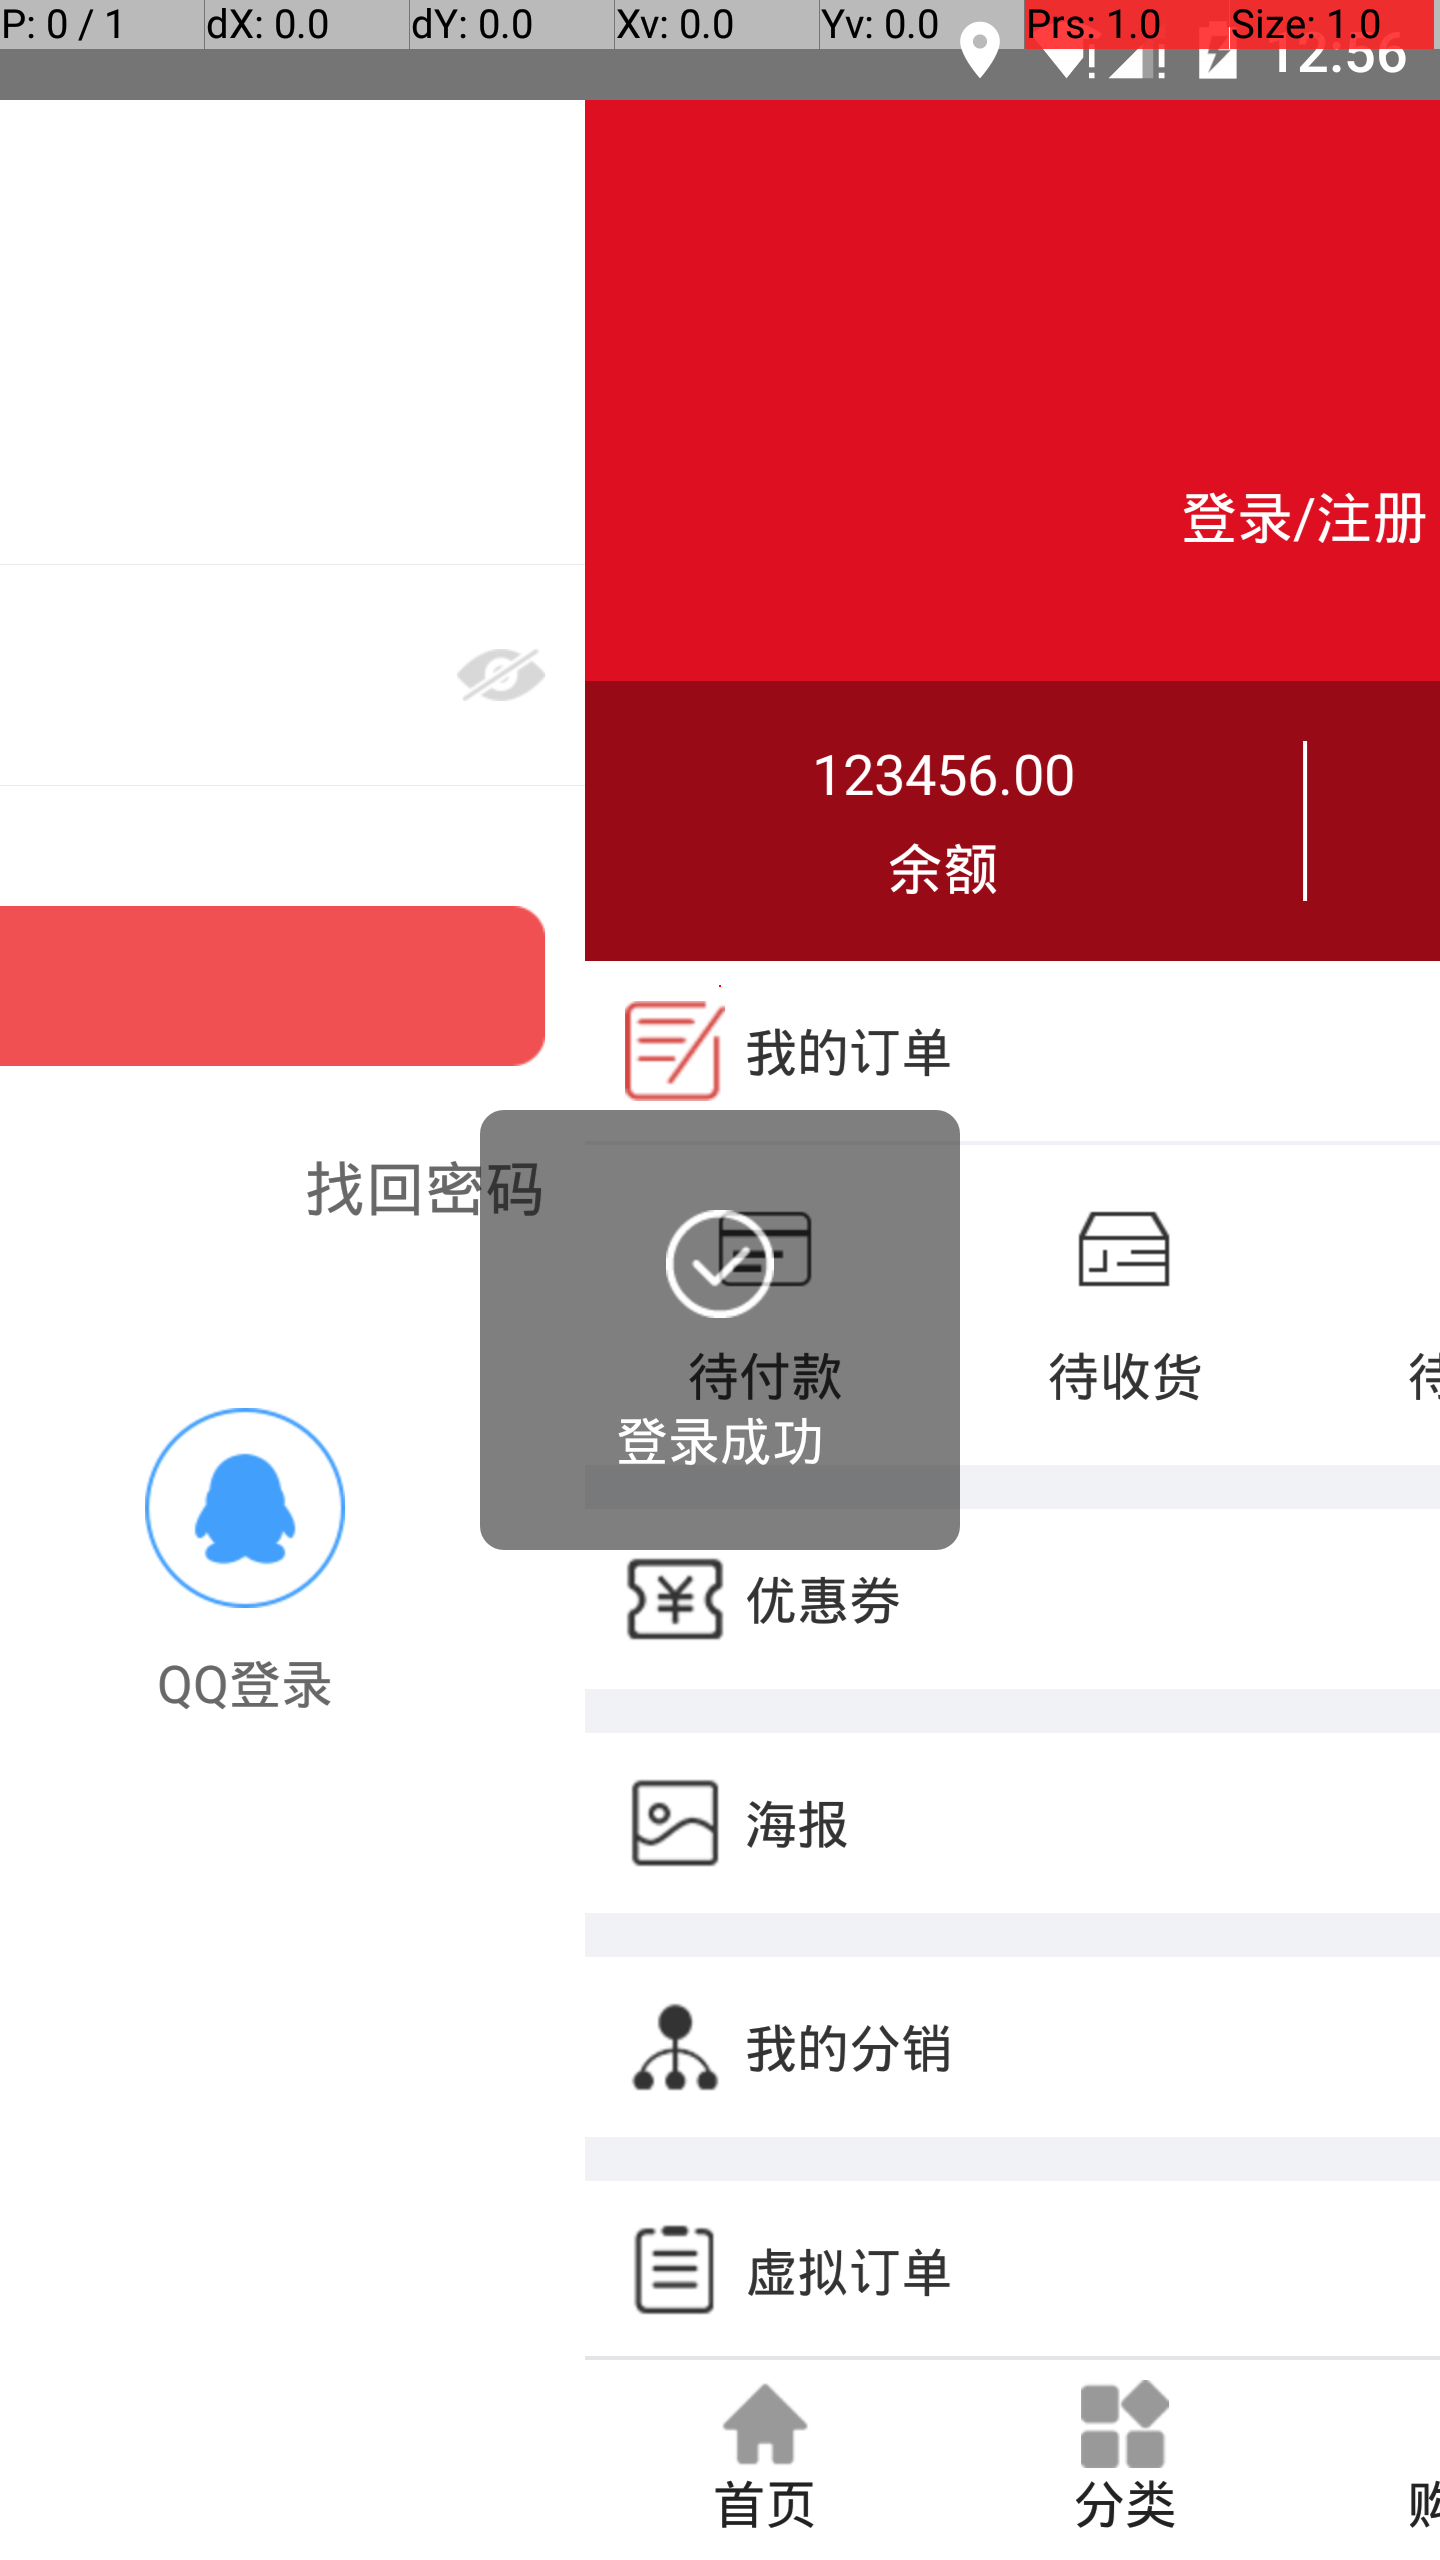 P: 0 / 1 dX: 0.0 dY: 0.0 Xv: 0.0 Yv: 0.0 Prs: 1.0 Size: 1.0
12:56
登录/注册
123456.00
余额
我的订单
找回密码
待付款 待收货 待
登录成功
优惠券
QQ登录
海报
我的分销
虚拟订单
首页 分类 购